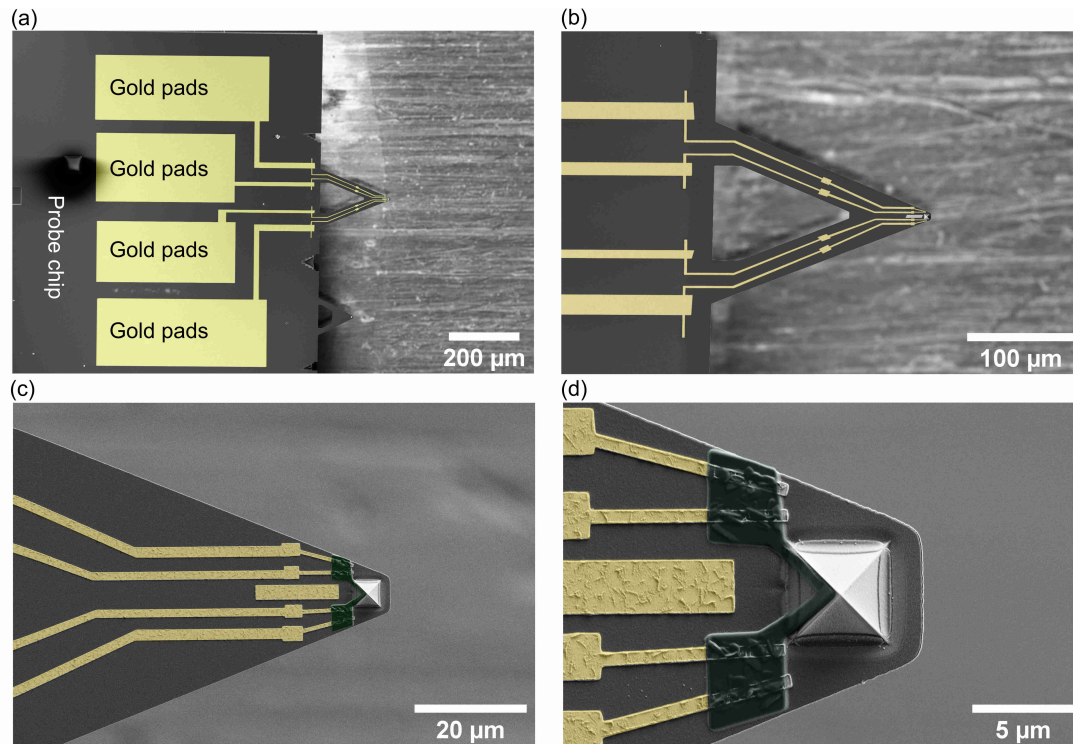 (a)
Gold pads
Gold pads
Gold pads
Gold pads
Probe chip
200 µm
(b)
100 µm
(c)
20 µm
(d)
5 µm